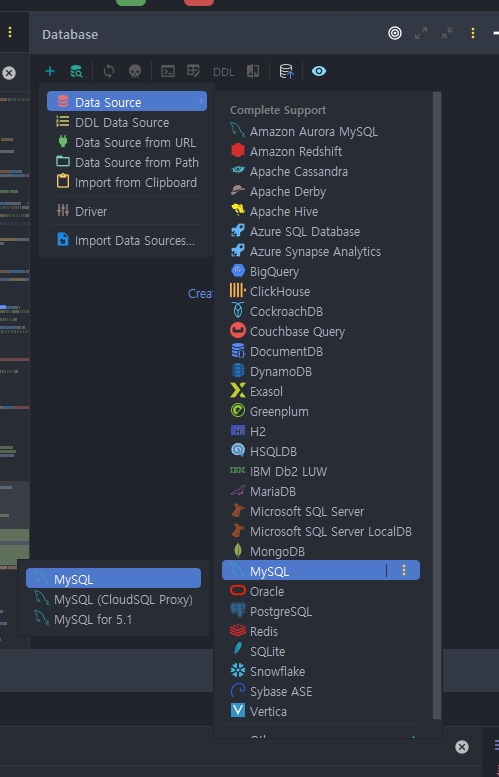 Database
DDL
Data Source
DDL Data Source
Data Source from URL
Data Source from Path
Import from Clipboard
Driver
Import Data Sources...
Crea
Complete Support
Amazon Aurora MySQL
Amazon Redshift
Apache Cassandra
Apache Derby
Apache Hive
Azure SQL Database
Azure Synapse Analytics
BigQuery
ClickHouse
CockroachDB
Couchbase Query
DocumentDB
DynamoDB
Exasol
Greenplum
H2
HSQLDB
IBM Db2 LUW
MariaDB
Microsoft SQL Server
Microsoft SQL Server LocalDB
MongoDB
MySQL
Oracle
PostgreSQL
Redis
SQLite
Snowflake
Sybase ASE
Vertica
MySQL
MySQL (CloudSQL Proxy)
MySQL for 5.1